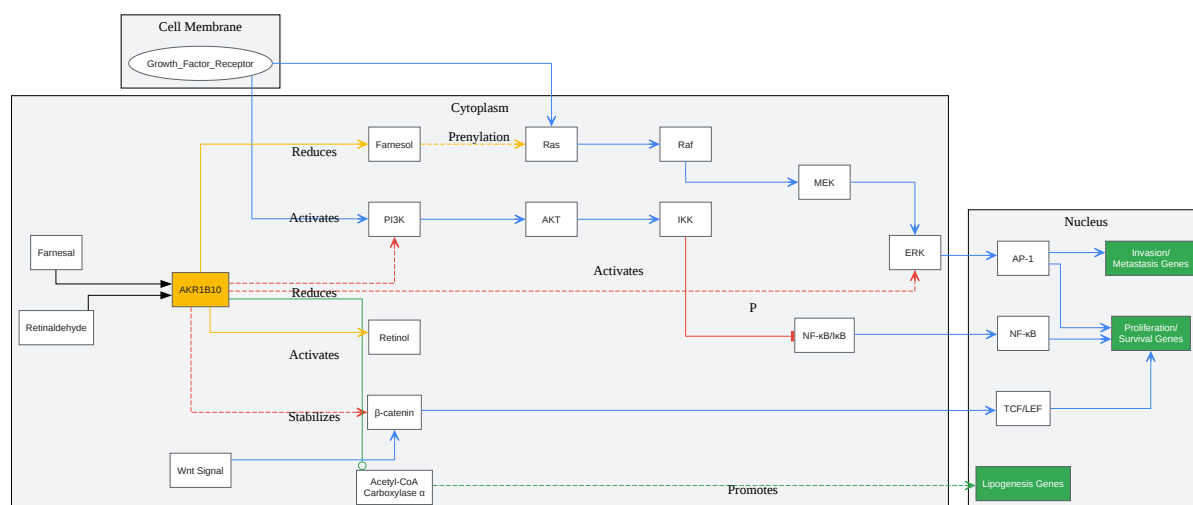 Cell Membrane
Growth_Factor_Receptor
Cytoplasm
Prenylation
Farnesol
Ras
Raf
Reduces
MEK
PI3K
AKT
IKK
Activates
Nucleus
Farnesal
ERK
AP-1
Invasion/
Metastasis Genes
Activates
AKR1B10
Reduces
P
Retinaldehyde
Retinol
NF-κB/IκB
NF-κB
Proliferation/
Survival Genes
Activates
Stabilizes
β-catenin
TCF/LEF
Wnt Signal
Acetyl-CoA
Carboxylase α
Promotes
Lipogenesis Genes